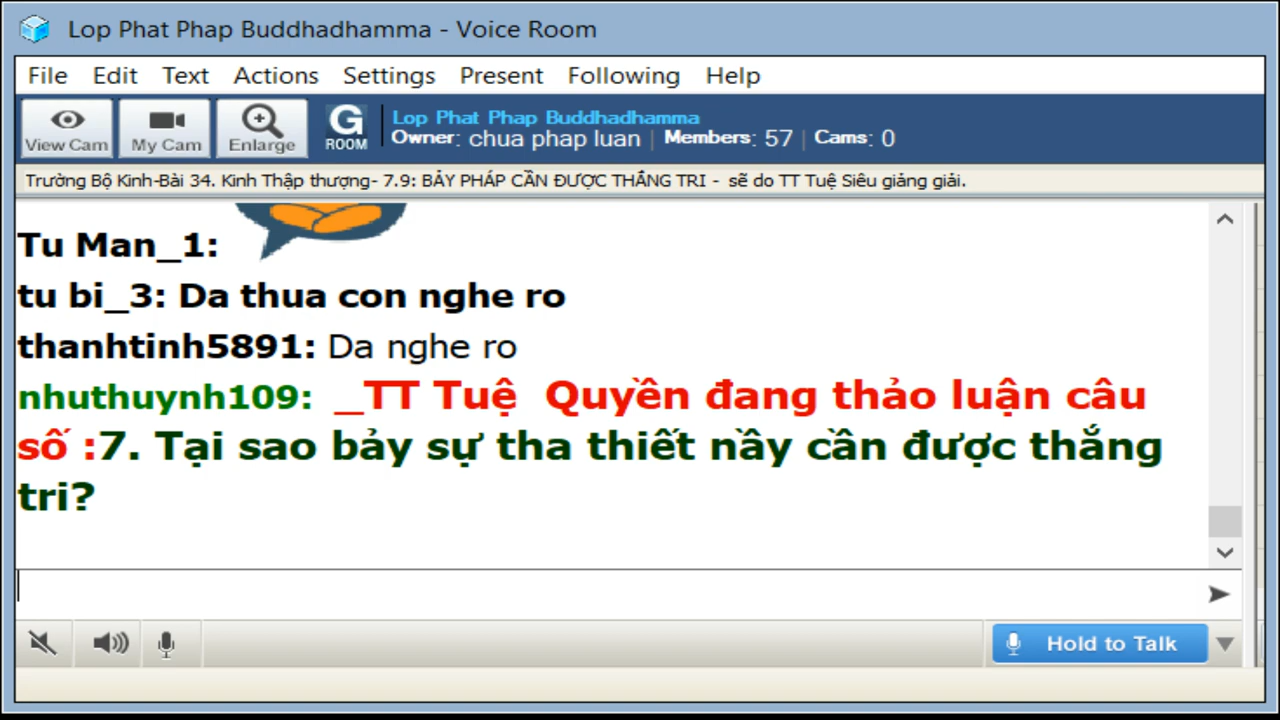 Lop Phat Phap Buddhadhamma - Voice Room
File Edit Text Actions Settings Present Following Help
View Cam My Cam Enlarge G ROOM
Lop Phat Phap Buddhadhamma
Owner: chua phap luan | Members: 57 | Cams: 0
Trường Bộ Kinh-Bài 34. Kinh Thập thượng- 7.9: BẢY PHÁP CẦN ĐƯỢC THẮNG TRI - sẽ do TT Tuệ Siêu giảng giải.
Tu Man_1:
tu bi_3: Da thua con nghe ro
thanhtinh5891: Da nghe ro
nhuthuynh109: _TT Tuệ Quyền đang thảo luận câu
số :7. Tại sao bảy sự tha thiết nầy cần được thắng
tri?
Hold to Talk